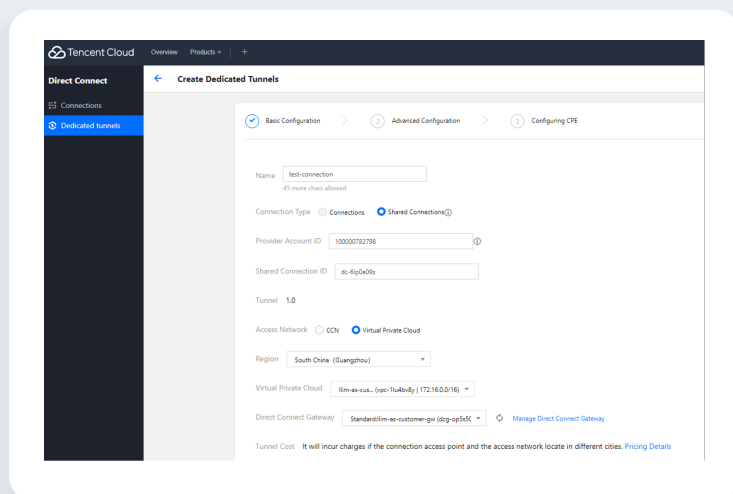 Tencent Cloud Overview Products +
Direct Connect
Create Dedicated Tunnels
Connections
Dedicated tunnels
Basic Configuration 2 Advanced Configuration 3 Configuring CPE
Name test-connection
45 more chars allowed
Connection Type Connections Shared Connections
Provider Account ID 100000782798
Shared Connection ID dc-6lp0e09z
Tunnel 1.0
Access Network CCN Virtual Private Cloud
Region South China (Guangzhou)
Virtual Private Cloud llim-as-cus... (vpc-1lu4bv8y | 172.16.0.0/16)
Direct Connect Gateway Standard:llim-as-customer-gw (dcg-op5s5(
Manage Direct Connect Gateway
Tunnel Cost It will incur charges if the connection access point and the access network locate in different cities. Pricing Details